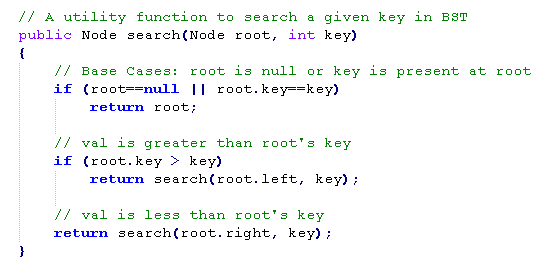 // A utility function to search a given key in BST
public Node search(Node root, int key)
{
    // Base Cases: root is null or key is present at root
    if (root==null || root.key==key)
        return root;

    // val is greater than root's key
    if (root.key > key)
        return search(root.left, key);

    // val is less than root's key
    return search(root.right, key);
}